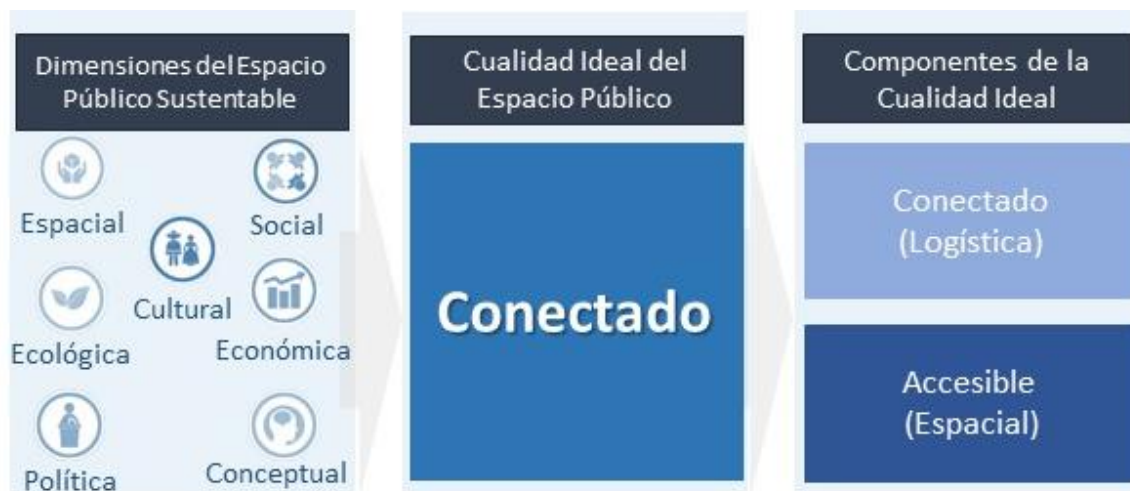 Dimensiones del Espacio
Público Sustentable
Espacial
Social
Cultural
Ecológica
Económica
Política
Conceptual
Cualidad Ideal del
Espacio Público
Conectado
Componentes de la
Cualidad Ideal
Conectado
(Logística)
Accesible
(Espacial)